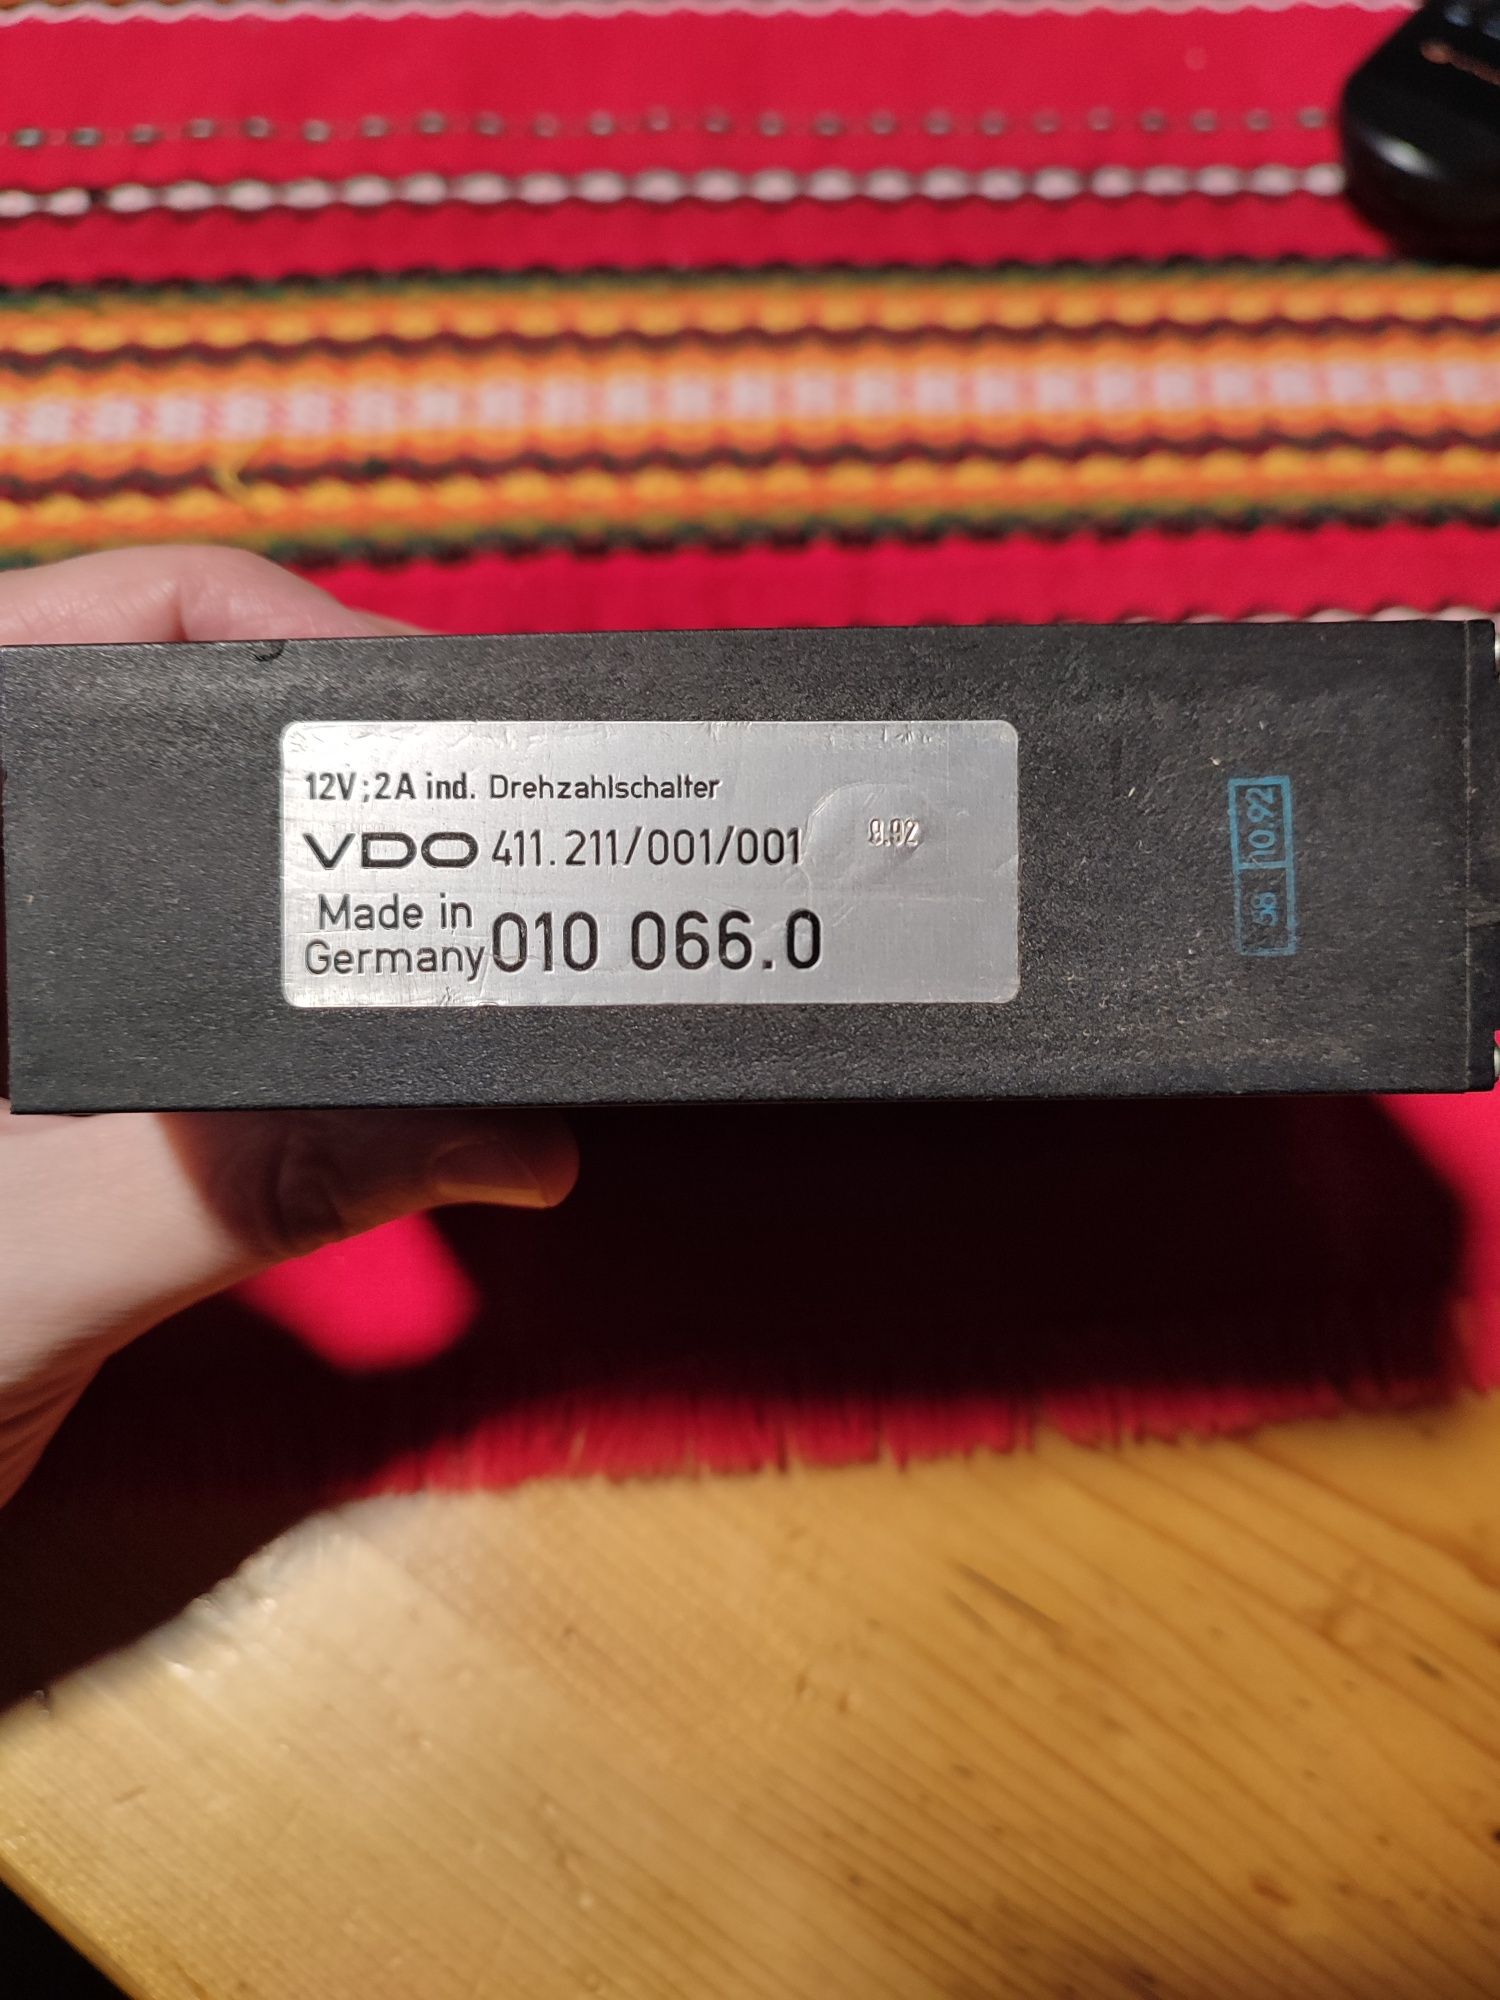 12V;2A ind. Drehzahlschalter
VDO 411.211/001/001 9.92
Made in
Germany 010 066.0
68 10.92